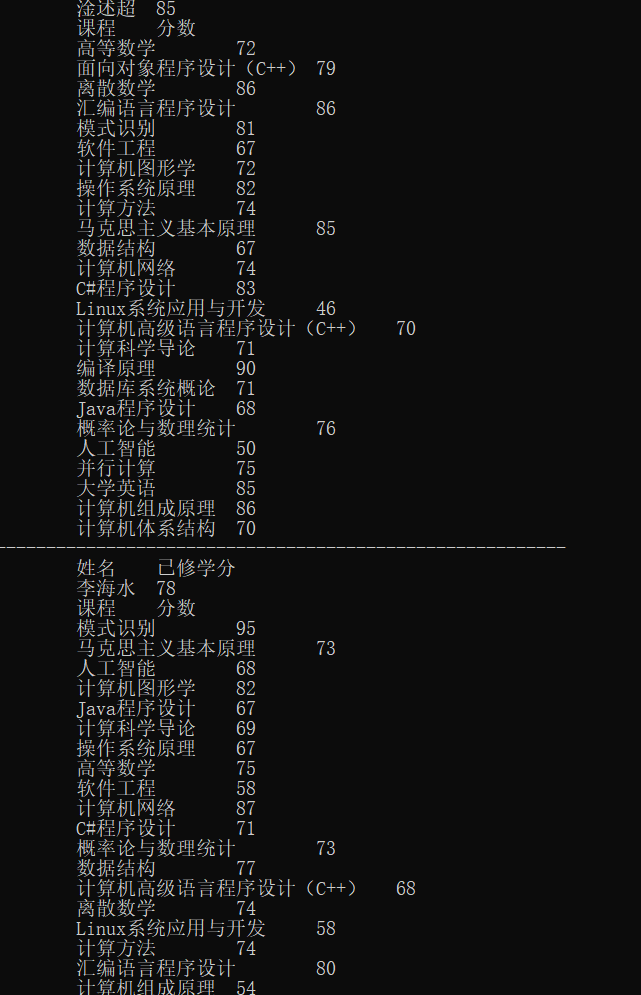 淦述超 85
课程 分数
高等数学 72
面向对象程序设计（C++） 79
离散数学 86
汇编语言程序设计 86
模式识别 81
软件工程 67
计算机图形学 72
操作系统原理 82
计算方法 74
马克思主义基本原理 85
数据结构 67
计算机网络 74
C#程序设计 83
Linux系统应用与开发 46
计算机高级语言程序设计（C++） 70
计算科学导论 71
编译原理 90
数据库系统概论 71
Java程序设计 68
概率论与数理统计 76
人工智能 50
并行计算 75
大学英语 85
计算机组成原理 86
计算机体系结构 70
---------------------------------------------------------
姓名 已修学分
李海水 78
课程 分数
模式识别 95
马克思主义基本原理 73
人工智能 68
计算机图形学 82
Java程序设计 67
计算科学导论 69
操作系统原理 67
高等数学 75
软件工程 58
计算机网络 87
C#程序设计 71
概率论与数理统计 73
数据结构 77
计算机高级语言程序设计（C++） 68
离散数学 74
Linux系统应用与开发 58
计算方法 74
汇编语言程序设计 80
计算机组成原理 54